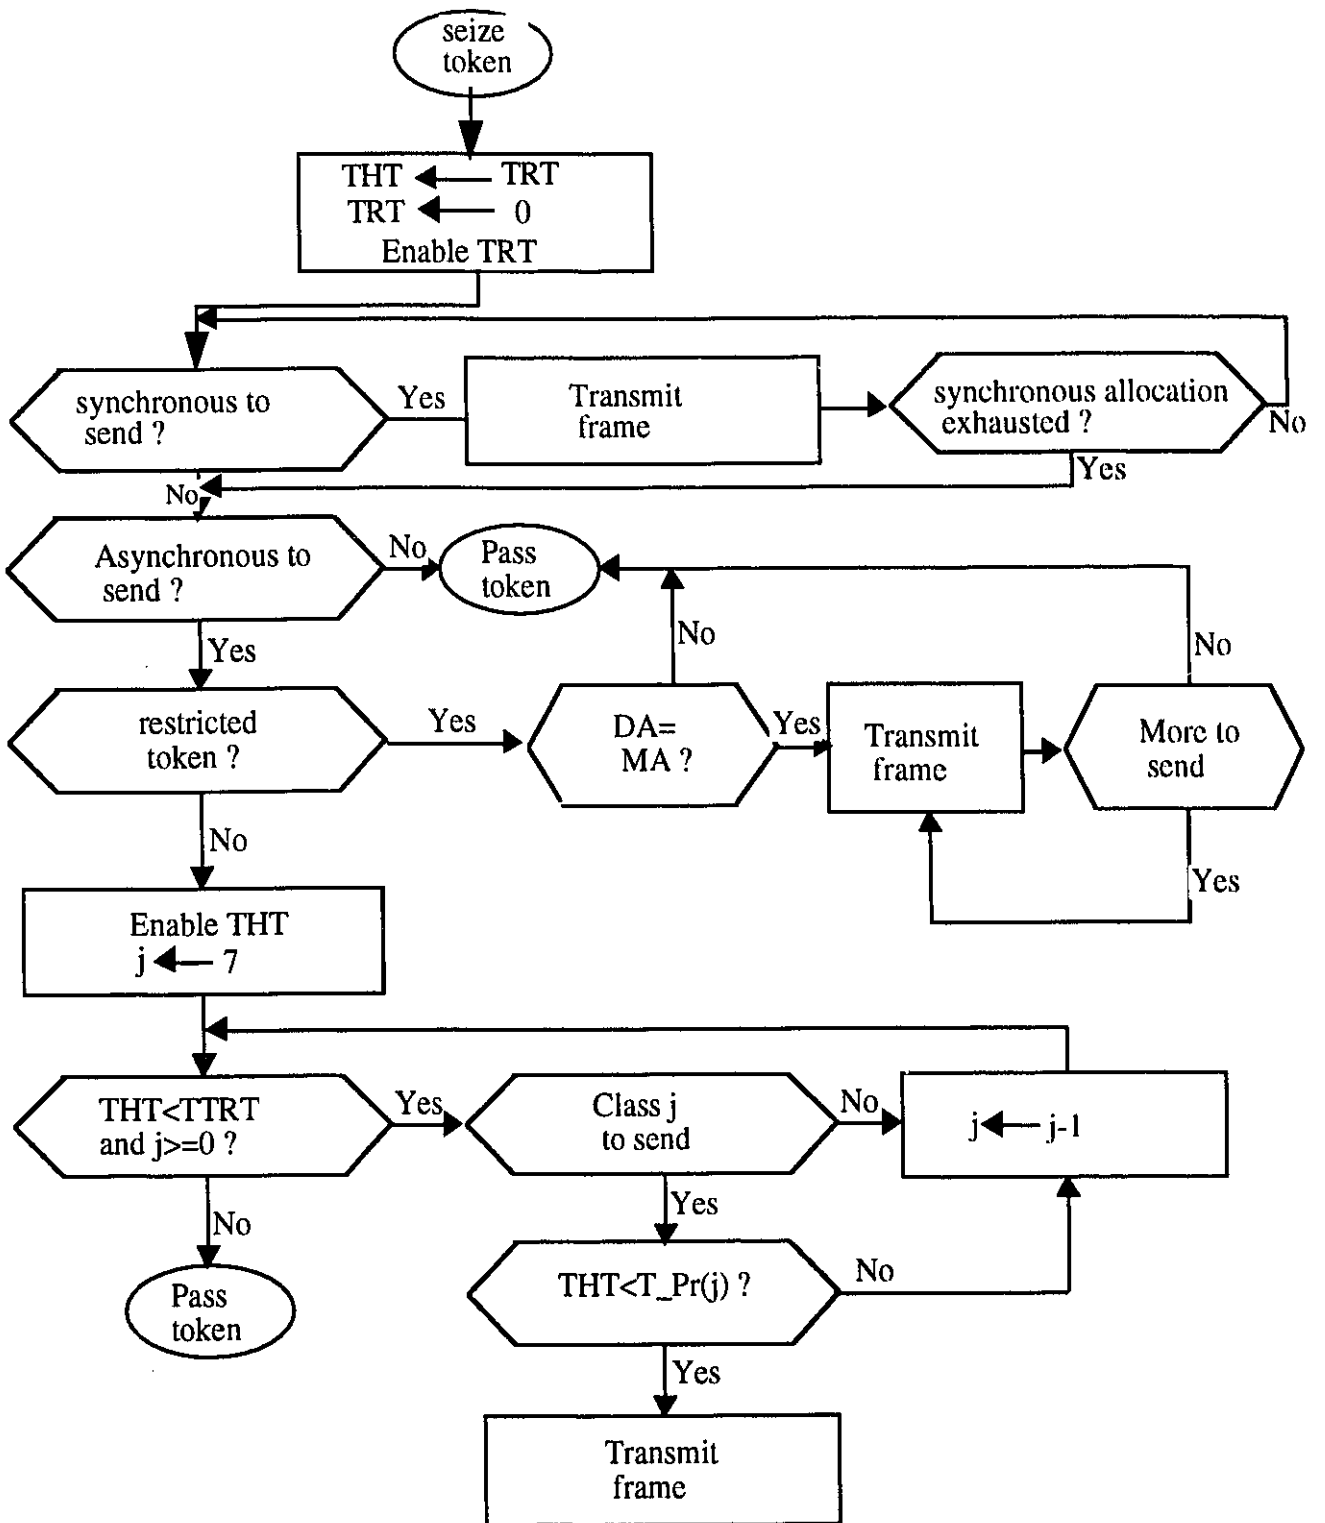 seize
token
THT TRT
TRT 0
Enable TRT
synchronous to
send ?
Yes
Transmit
frame
synchronous allocation
exhausted ?
No
Yes
No
Asynchronous to
send ?
No
Pass
token
Yes
No
No
restricted
token ?
Yes
DA=
MA ?
Yes
Transmit
frame
More to
send
No
Yes
Enable THT
j 7
THT<TTRT
and j>=0 ?
Yes
Class j
to send
No
j j-1
No
Yes
THT<T_Pr(j) ?
No
Pass
token
Yes
Transmit
frame